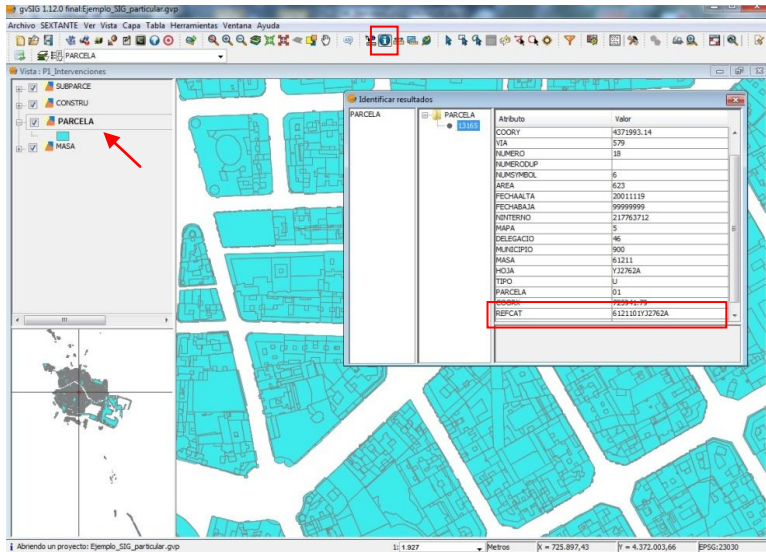 gvSIG 1.12.0 final:Ejemplo_SIG_particular.gvp
Archivo SEXTANTE Ver Vista Capa Tabla Herramientas Ventana Ayuda
PARCELA
Vista : P1_Intervenciones
SUBPARCE
CONSTRU
PARCELA
MASA
Identificar resultados
PARCELA
PARCELA
13165
Atributo Valor
COORY 4371993.14
VIA 579
NUMERO 18
NUMERODUP
NUMSYMBOL 6
AREA 623
FECHAALTA 20011119
FECHABAJA 99999999
NINTERNO 217763712
MAPA 5
DELEGACIO 46
MUNICIPIO 900
MASA 61211
HOJA YJ2762A
TIPO U
PARCELA 01
COORX 725941.79
REFCAT 6121101YJ2762A
Abriendo un proyecto: Ejemplo_SIG_particular.gvp 1: 1.927 Metros X = 725.897,43 Y = 4.372.003,66 EPSG:23030